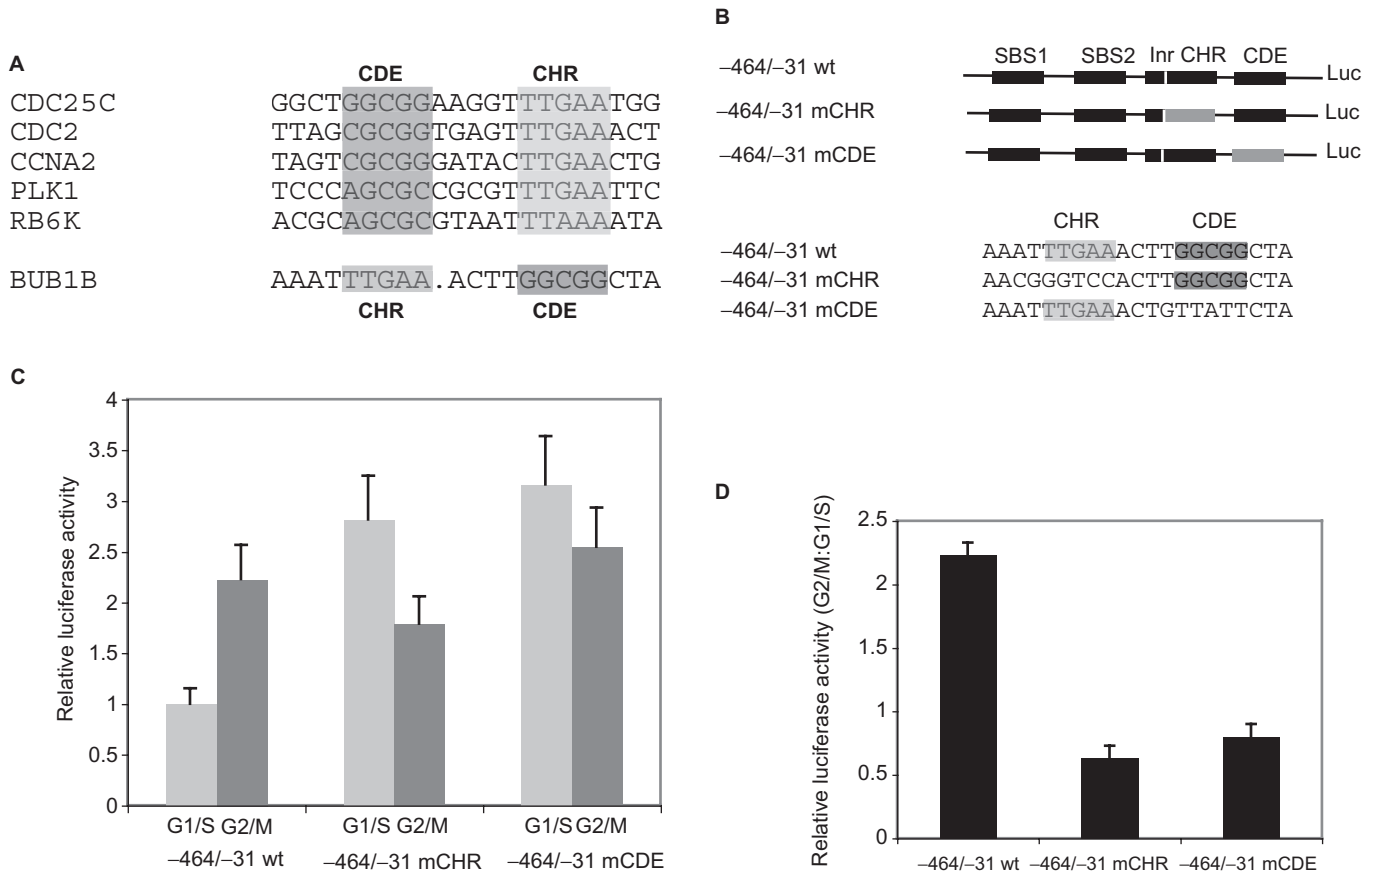 A
CDE CHR
CDC25C GGCTGGCGGAAGGTTTGAATGG
CDC2 TTAGCGCGGTGAGTTTGAAACT
CCNA2 TAGTCGCGGGATACTTGAACTG
PLK1 TCCCAGCGCCGCGTTTGAATTC
RB6K ACGCAGCGCGTAATTTAAAATA
BUB1B AAATTTGAA.ACTTGGCGGCTA
CHR CDE
B
SBS1 SBS2 Inr CHR CDE
–464/–31 wt Luc
–464/–31 mCHR Luc
–464/–31 mCDE Luc
CHR CDE
–464/–31 wt AAATTTGAAACTTGGCGGCTA
–464/–31 mCHR AACGGGTCCACTTGGCGGCTA
–464/–31 mCDE AAATTTGAAACTGTTATTCTA
C
Relative luciferase activity
4
3.5
3
2.5
2
1.5
1
0.5
0
G1/S G2/M G1/S G2/M G1/S G2/M
–464/–31 wt –464/–31 mCHR –464/–31 mCDE
D
Relative luciferase activity (G2/M:G1/S)
2.5
2
1.5
1
0.5
0
–464/–31 wt –464/–31 mCHR –464/–31 mCDE